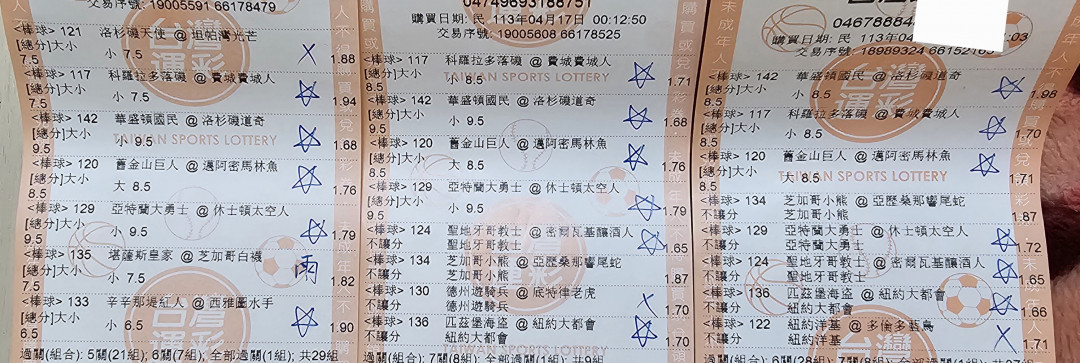 交易序號: 19005591 66178479
<棒球> 121 洛杉磯天使 @ 坦帕灣光芒
[總分]大小 小 7.5
7.5 1.88
<棒球> 117 科羅拉多落磯 @ 費城費城人
[總分]大小 小 7.5
7.5 1.94
<棒球> 142 華盛頓國民 @ 洛杉磯道奇
[總分]大小 小 9.5
9.5 1.68
<棒球> 120 舊金山巨人 @ 邁阿密馬林魚
[總分]大小 大 8.5
8.5 1.76
<棒球> 129 亞特蘭大勇士 @ 休士頓太空人
[總分]大小 小 9.5
9.5 1.79
<棒球> 135 堪薩斯皇家 @ 芝加哥白襪
[總分]大小 小 7.5
7.5 雨 1.82
<棒球> 133 辛辛那堤紅人 @ 西雅圖水手
[總分]大小 小 6.5
6.5 1.90
過關(組合): 5關(21組); 6關(7組); 全部過關(1組); 共29組
04749693188751
購買日期: 民 113年04月17日 00:12:50
交易序號: 19005608 66178525
<棒球> 117 科羅拉多落磯 @ 費城費城人
[總分]大小 小 8.5
8.5 1.71
<棒球> 142 華盛頓國民 @ 洛杉磯道奇
[總分]大小 小 9.5
9.5 1.68
<棒球> 120 舊金山巨人 @ 邁阿密馬林魚
[總分]大小 大 8.5
8.5 1.76
<棒球> 129 亞特蘭大勇士 @ 休士頓太空人
[總分]大小 小 9.5
9.5 1.79
<棒球> 124 聖地牙哥教士 @ 密爾瓦基釀酒人
不讓分 聖地牙哥教士 1.65
<棒球> 134 芝加哥小熊 @ 亞歷桑那響尾蛇
不讓分 芝加哥小熊 1.87
<棒球> 130 德州遊騎兵 @ 底特律老虎
不讓分 德州遊騎兵 1.70
<棒球> 136 匹茲堡海盜 @ 紐約大都會
不讓分 紐約大都會 1.70
過關(組合): 7關(8組); 全部過關(1組); 共9組
04678884
購買日期: 民 113年04 :03
交易序號: 18989324
<棒球> 142 華盛頓國民 @ 洛杉磯道奇
[總分]大小 小 8.5
8.5 1.98
<棒球> 117 科羅拉多落磯 @ 費城費城人
[總分]大小 小 8.5
8.5 1.70
<棒球> 120 舊金山巨人 @ 邁阿密馬林魚
[總分]大小 大 8.5
8.5 1.71
<棒球> 134 芝加哥小熊 @ 亞歷桑那響尾蛇
不讓分 芝加哥小熊 1.87
<棒球> 129 亞特蘭大勇士 @ 休士頓太空人
不讓分 亞特蘭大勇士 1.72
<棒球> 124 聖地牙哥教士 @ 密爾瓦基釀酒人
不讓分 聖地牙哥教士 1.65
<棒球> 136 匹茲堡海盜 @ 紐約大都會
不讓分 紐約大都會 1.66
<棒球> 122 紐約洋基 @ 多倫多藍鳥
不讓分 紐約洋基 1.71
台灣運彩
TAIWAN SPORTS LOTTERY